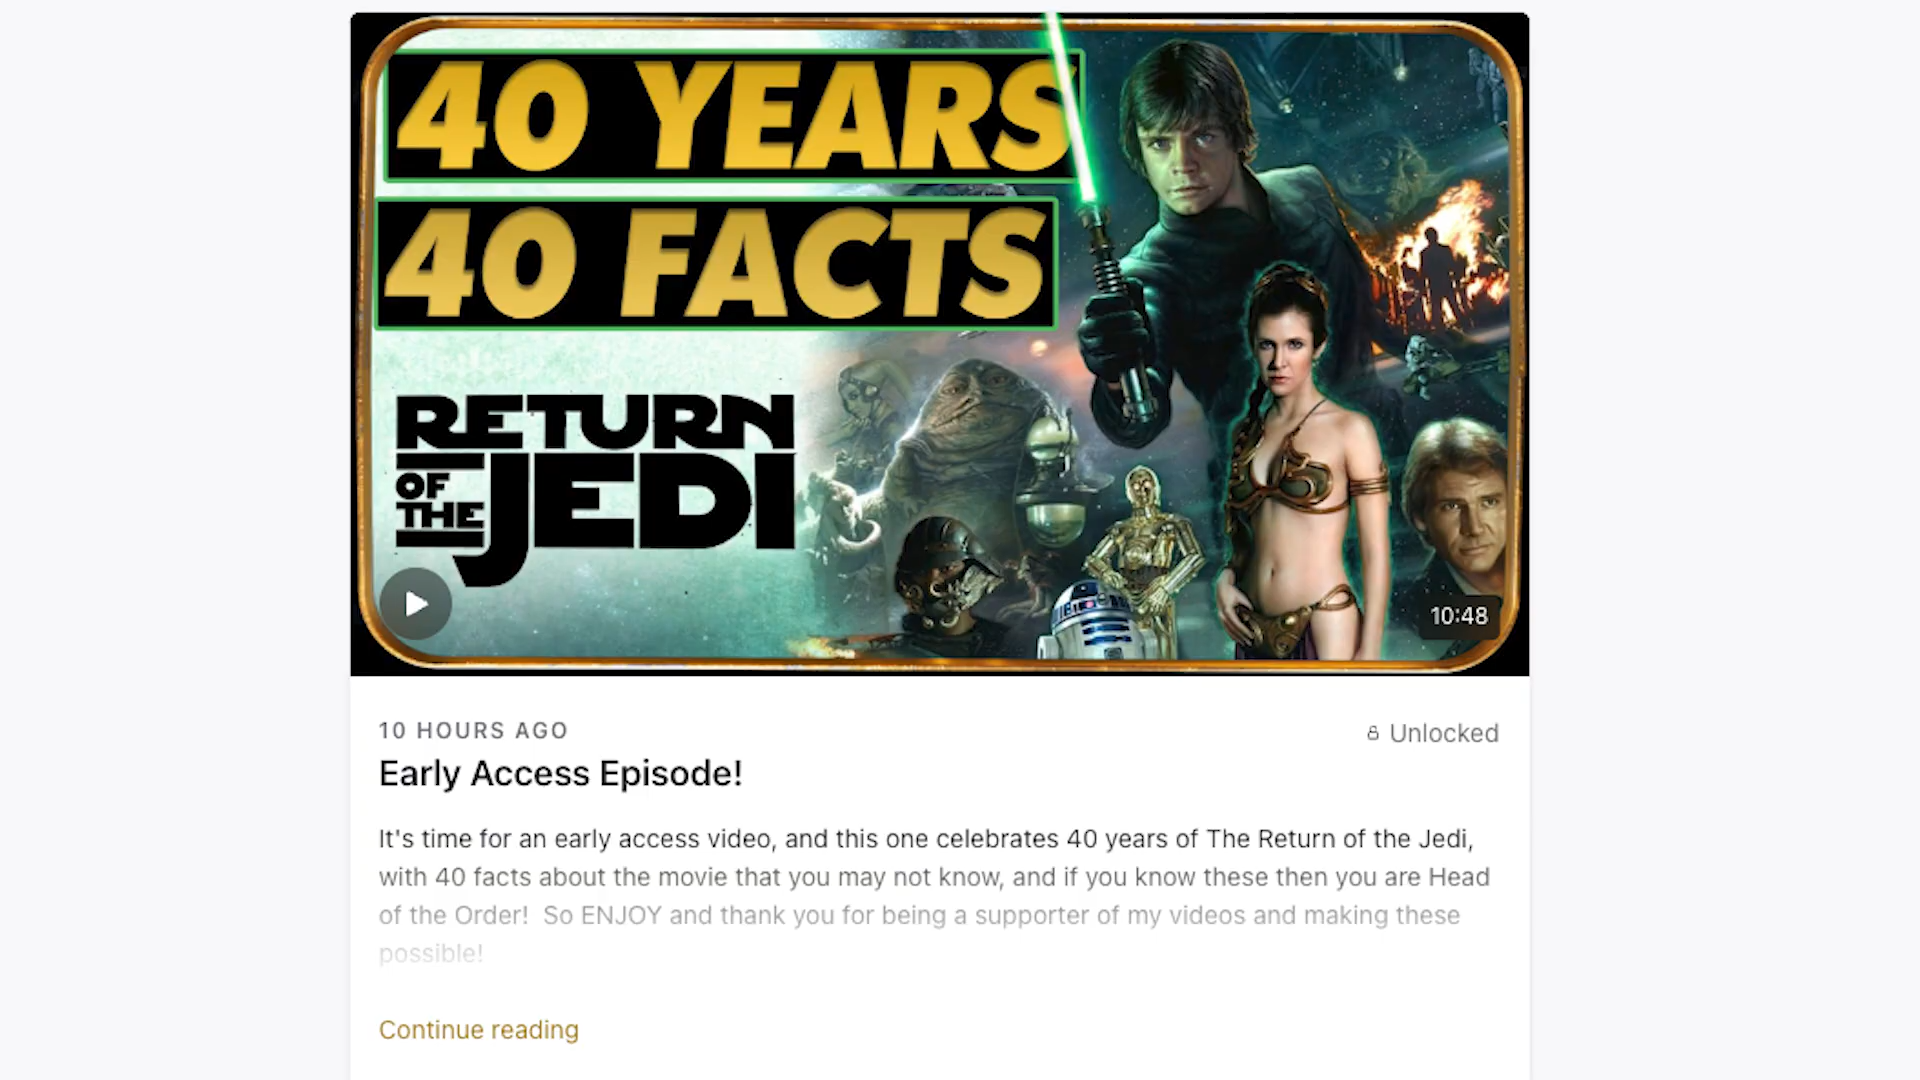 40 YEARS
40 FACTS
RETURN
OF
THE
JEDI
10:48
10 HOURS AGO
Unlocked
Early Access Episode!
It's time for an early access video, and this one celebrates 40 years of The Return of the Jedi,
with 40 facts about the movie that you may not know, and if you know these then you are Head
of the Order!  So ENJOY and thank you for being a supporter of my videos and making these
possible!
Continue reading